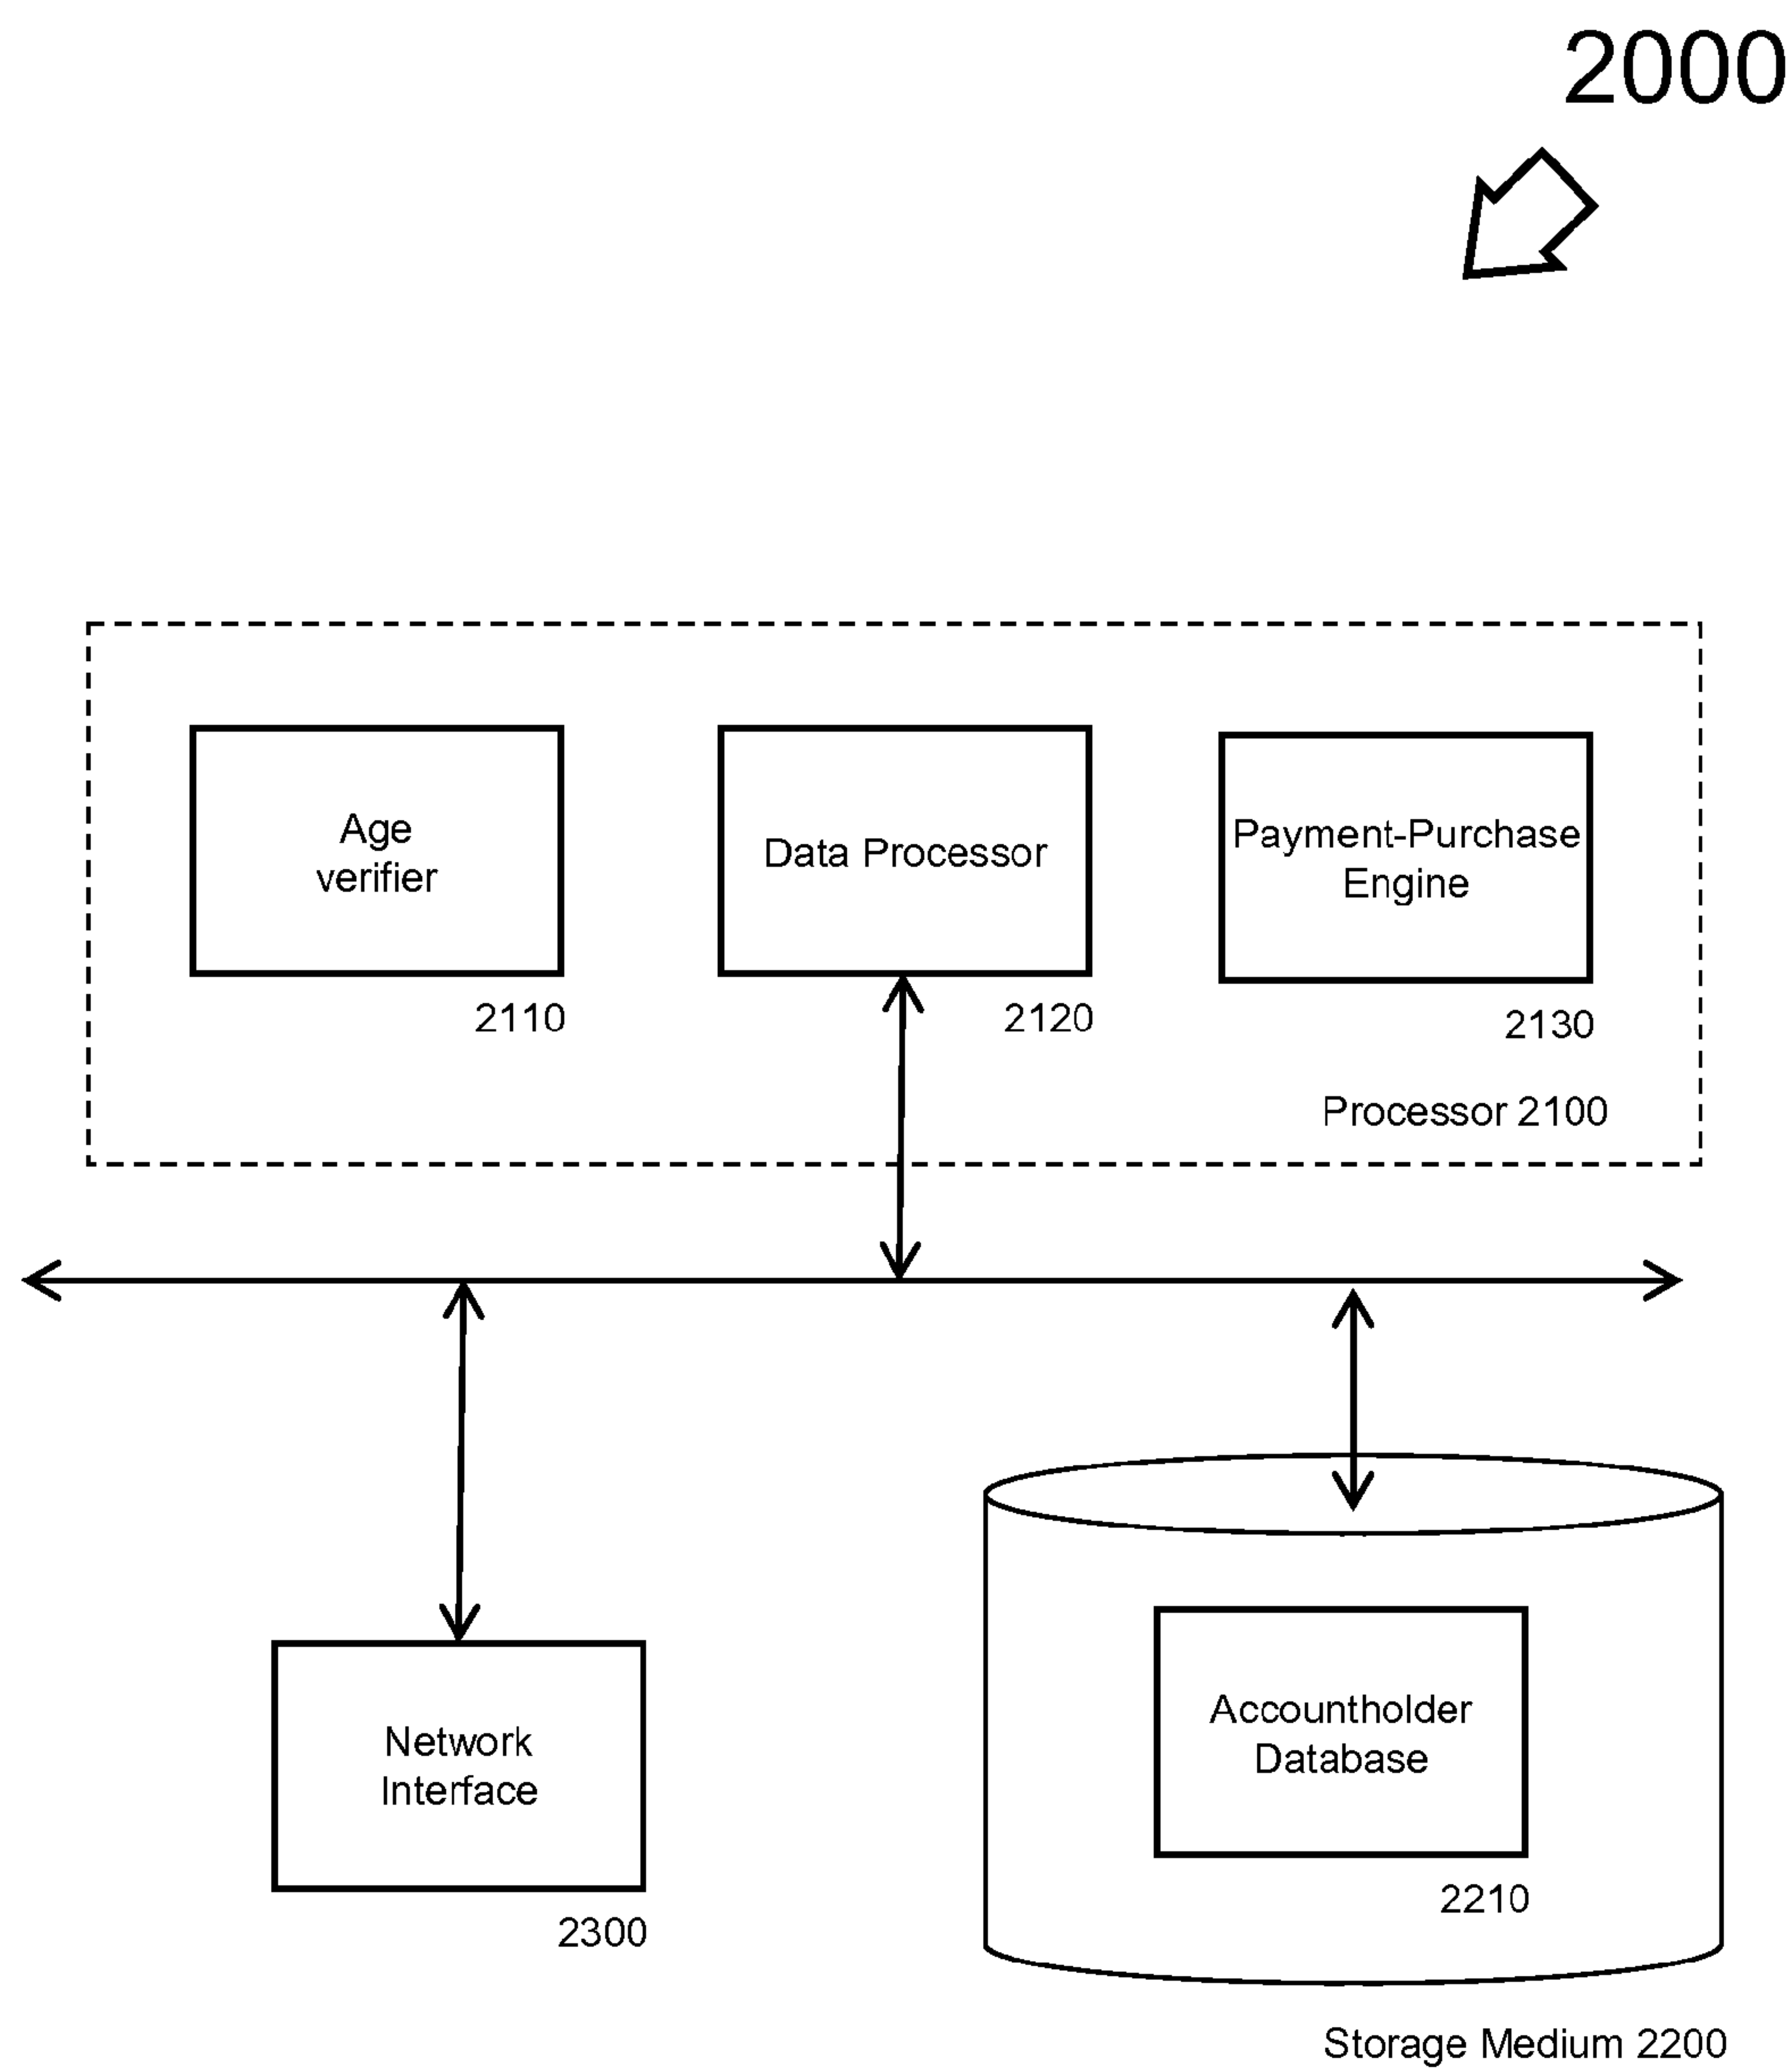 2000
Age
verifier
2110
Data Processor
2120
Payment-Purchase
Engine
2130
Processor 2100
Network
Interface
2300
Accountholder
Database
2210
Storage Medium 2200